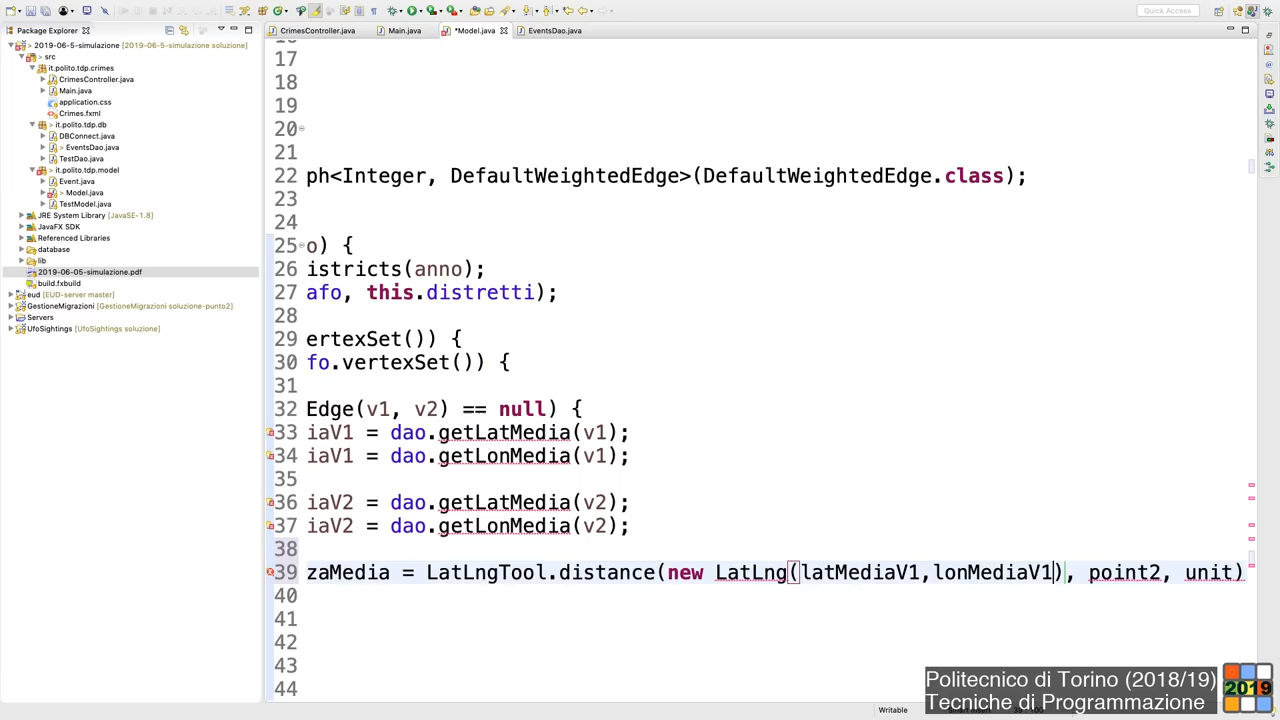 Quick Access
Package Explorer
CrimesController.java
Main.java
*Model.java
EventsDao.java
2019-06-5-simulazione [2019-06-5-simulazione soluzione]
src
it.polito.tdp.crimes
CrimesController.java
Main.java
application.css
Crimes.fxml
it.polito.tdp.db
DBConnect.java
EventsDao.java
TestDao.java
it.polito.tdp.model
Event.java
Model.java
TestModel.java
JRE System Library [JavaSE-1.8]
JavaFX SDK
Referenced Libraries
database
lib
2019-06-05-simulazione.pdf
build.fxbuild
eud [EUD-server master]
GestioneMigrazioni [GestioneMigrazioni soluzione-punto2]
Servers
UfoSightings [UfoSightings soluzione]
17
18
19
20
21
22 ph<Integer, DefaultWeightedEdge>(DefaultWeightedEdge.class);
23
24
25 o) {
26 istricts(anno);
27 afo, this.distretti);
28
29 ertexSet()) {
30 fo.vertexSet()) {
31
32 Edge(v1, v2) == null) {
33 iaV1 = dao.getLatMedia(v1);
34 iaV1 = dao.getLonMedia(v1);
35
36 iaV2 = dao.getLatMedia(v2);
37 iaV2 = dao.getLonMedia(v2);
38
39 zaMedia = LatLngTool.distance(new LatLng(latMediaV1,lonMediaV1), point2, unit)
40
41
42
43
44
Writable
Politecnico di Torino (2018/19)
Tecniche di Programmazione
2019